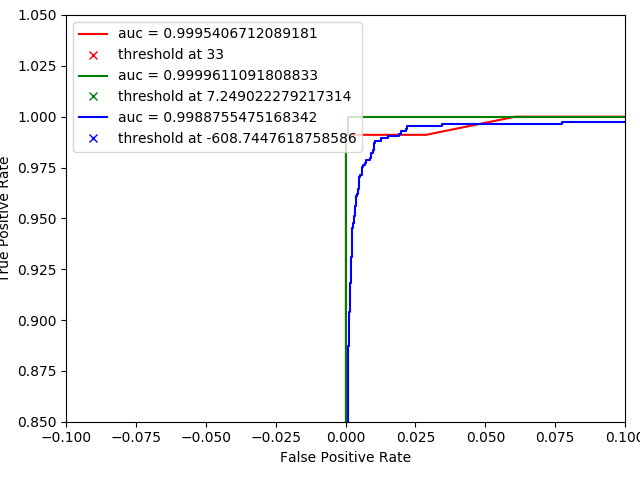 auc = 0.9995406712089181
threshold at 33
auc = 0.9999611091808833
threshold at 7.249022279217314
auc = 0.9988755475168342
threshold at -608.7447618758586
1.050
1.025
1.000
0.975
0.950
0.925
0.900
0.875
0.850
True Positive Rate
−0.100 −0.075 −0.050 −0.025 0.000 0.025 0.050 0.075 0.100
False Positive Rate